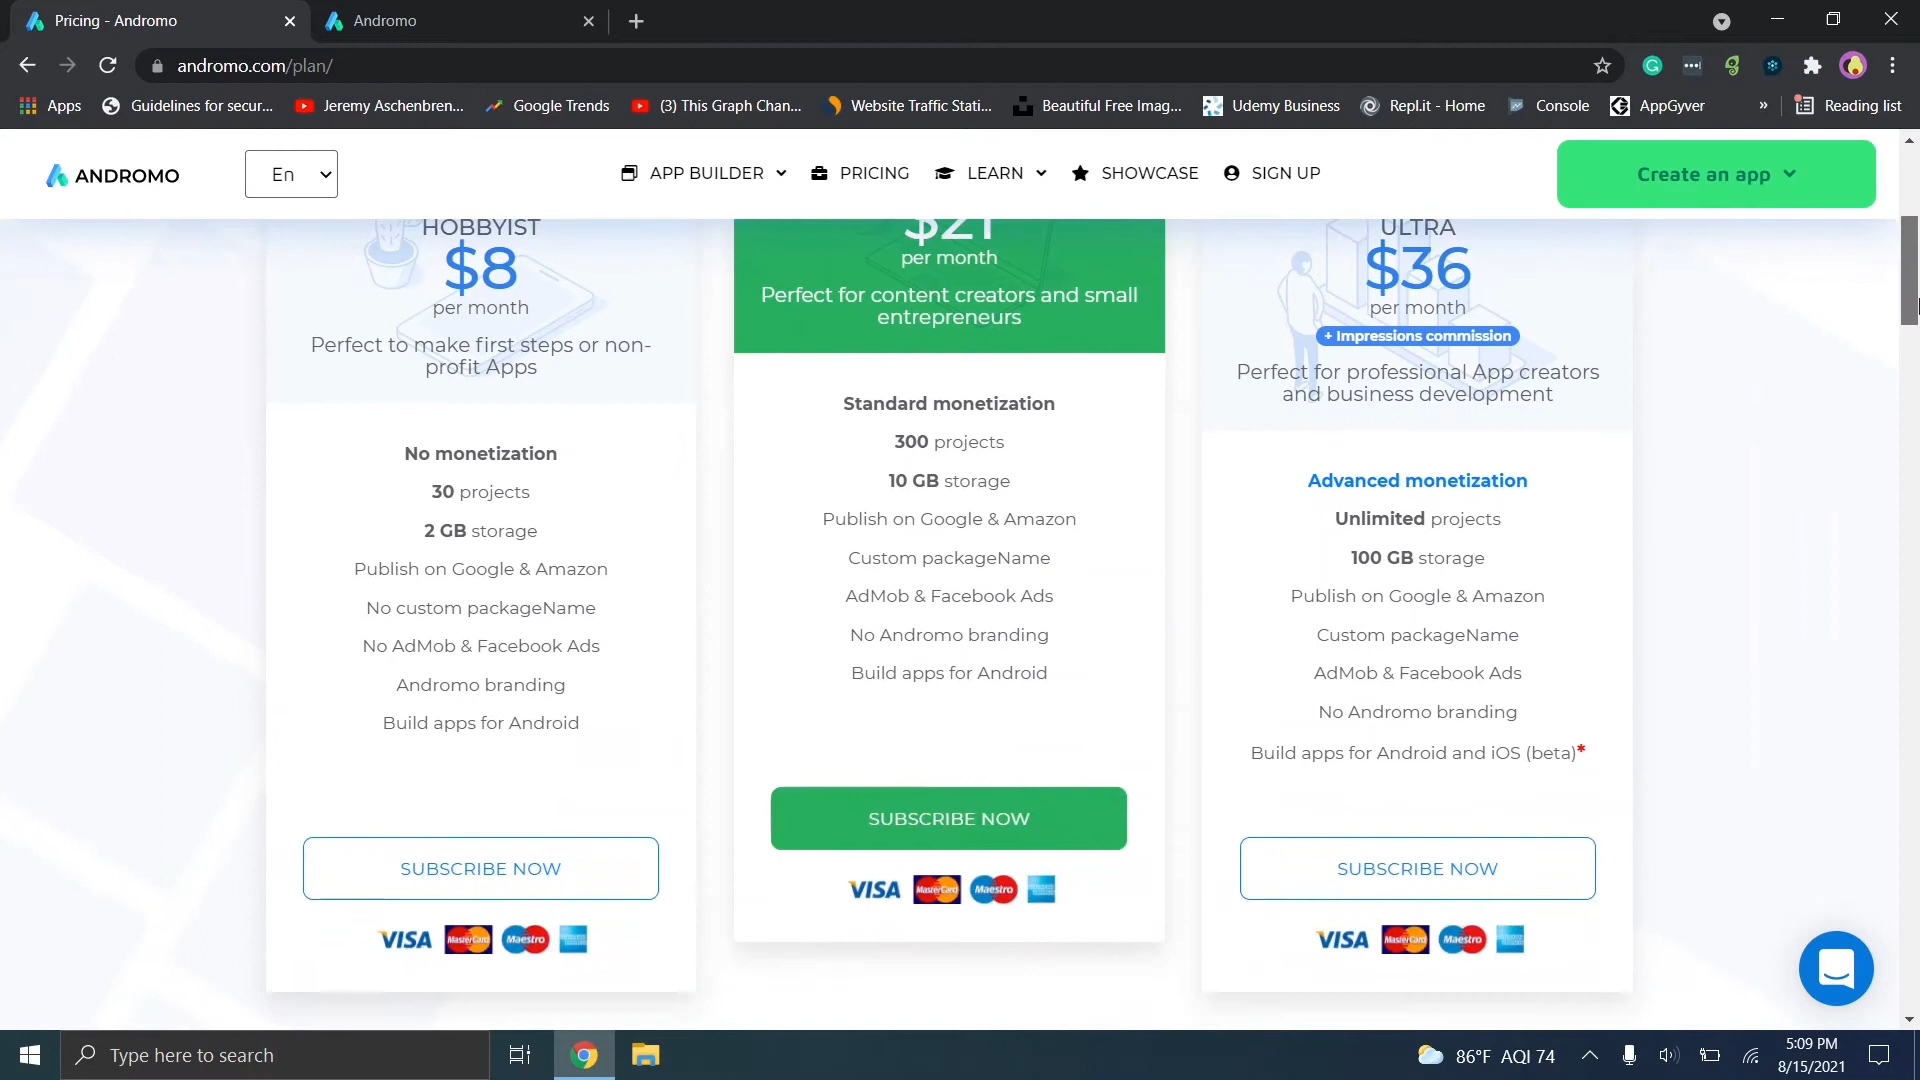 Pricing - Andromo
Andromo
andromo.com/plan/
Apps
Guidelines for secur...
Jeremy Aschenbren...
Google Trends
(3) This Graph Chan...
Website Traffic Stati...
Beautiful Free Imag...
Udemy Business
Repl.it - Home
Console
AppGyver
»
Reading list
ANDROMO
En
APP BUILDER
PRICING
LEARN
SHOWCASE
SIGN UP
Create an app
HOBBYIST
$8
per month
Perfect to make first steps or non-
profit Apps
No monetization
30 projects
2 GB storage
Publish on Google & Amazon
No custom packageName
No AdMob & Facebook Ads
Andromo branding
Build apps for Android
SUBSCRIBE NOW
VISA MasterCard Maestro
$21
per month
Perfect for content creators and small
entrepreneurs
Standard monetization
300 projects
10 GB storage
Publish on Google & Amazon
Custom packageName
AdMob & Facebook Ads
No Andromo branding
Build apps for Android
SUBSCRIBE NOW
VISA MasterCard Maestro
ULTRA
$36
per month
+ Impressions commission
Perfect for professional App creators
and business development
Advanced monetization
Unlimited projects
100 GB storage
Publish on Google & Amazon
Custom packageName
AdMob & Facebook Ads
No Andromo branding
Build apps for Android and iOS (beta)*
SUBSCRIBE NOW
VISA MasterCard Maestro
Type here to search
86°F AQI 74
5:09 PM
8/15/2021